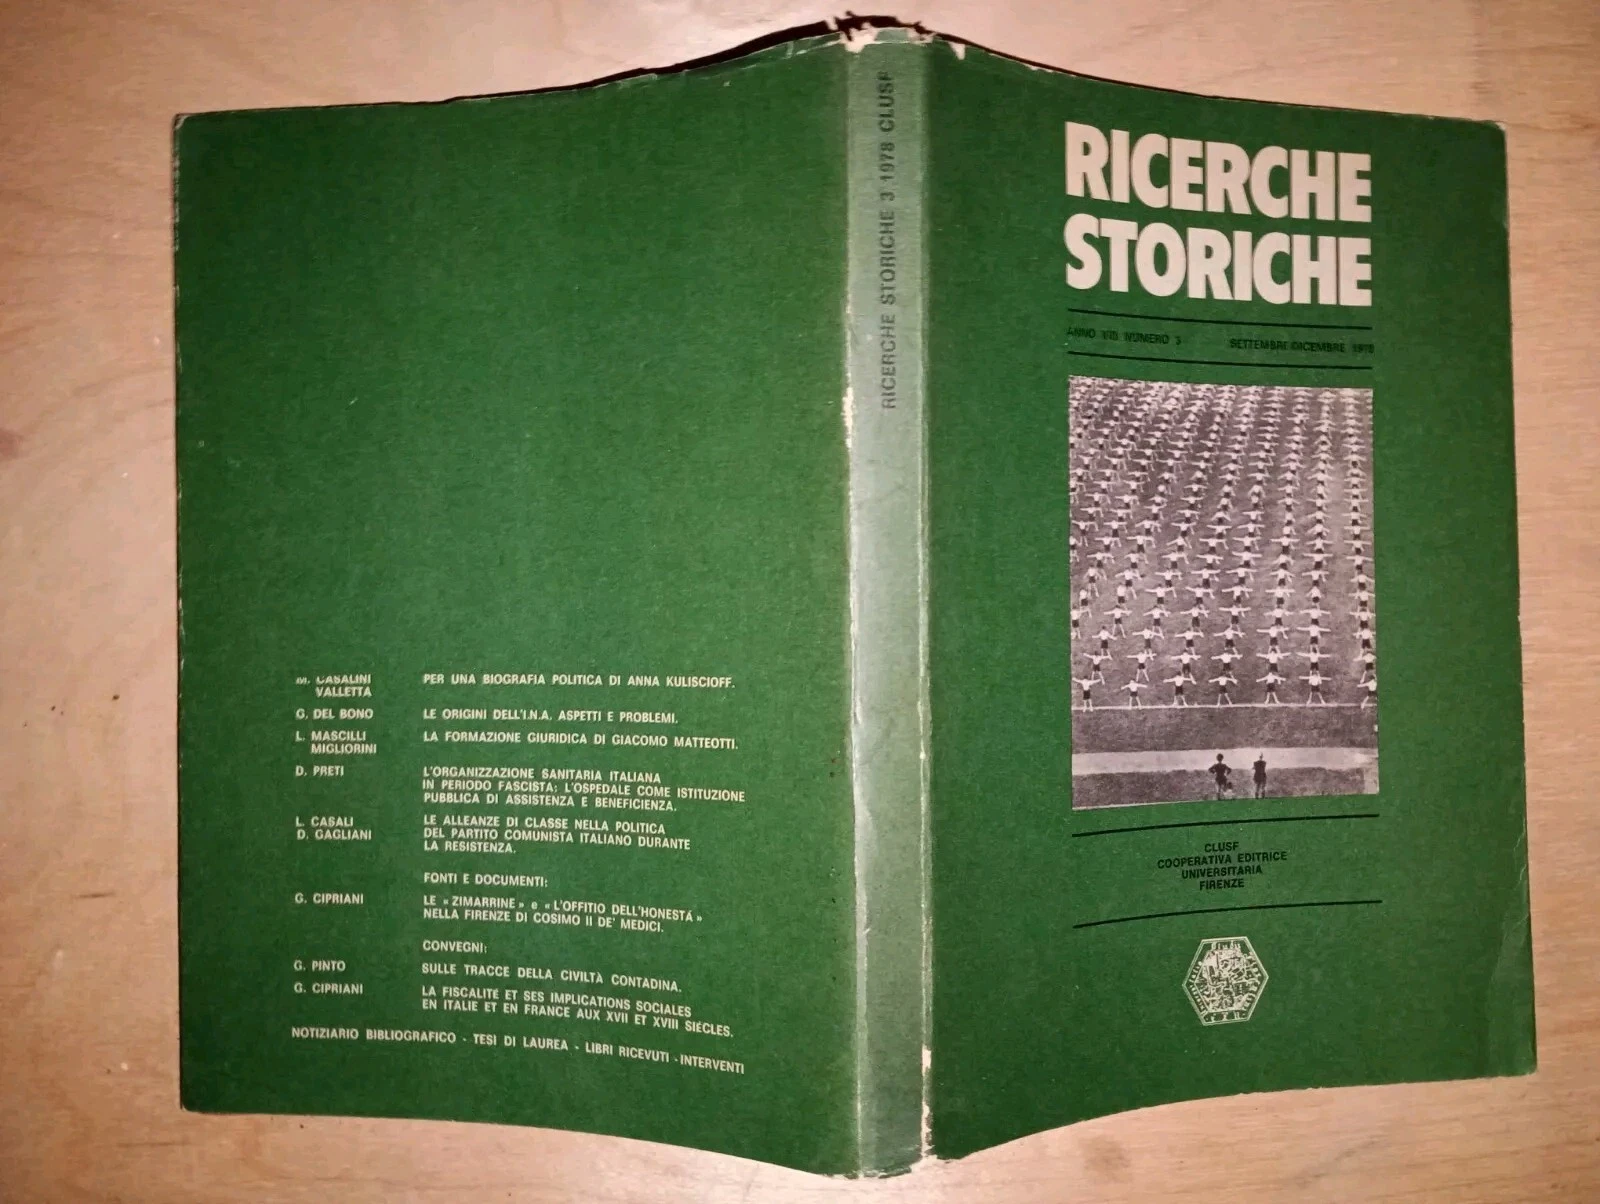 M. CASALINI VALLETTA PER UNA BIOGRAFIA POLITICA DI ANNA KULISCIOFF.
G. DEL BONO LE ORIGINI DELL'I.N.A. ASPETTI E PROBLEMI.
L. MASCILLI MIGLIORINI LA FORMAZIONE GIURIDICA DI GIACOMO MATTEOTTI.
D. PRETI L'ORGANIZZAZIONE SANITARIA ITALIANA
IN PERIODO FASCISTA: L'OSPEDALE COME ISTITUZIONE
PUBBLICA DI ASSISTENZA E BENEFICIENZA.
L. CASALI LE ALLEANZE DI CLASSE NELLA POLITICA
D. GAGLIANI DEL PARTITO COMUNISTA ITALIANO DURANTE
LA RESISTENZA.
FONTI E DOCUMENTI:
G. CIPRIANI LE « ZIMARRINE » e « L'OFFITIO DELL'HONESTÁ »
NELLA FIRENZE DI COSIMO II DE' MEDICI.
CONVEGNI:
G. PINTO SULLE TRACCE DELLA CIVILTÀ CONTADINA.
G. CIPRIANI LA FISCALITÉ ET SES IMPLICATIONS SOCIALES
EN ITALIE ET EN FRANCE AUX XVII ET XVIII SIÈCLES.
NOTIZIARIO BIBLIOGRAFICO - TESI DI LAUREA - LIBRI RICEVUTI - INTERVENTI
RICERCHE STORICHE 3 1978 CLUSF
RICERCHE
STORICHE
ANNO VIII NUMERO 3 SETTEMBRE-DICEMBRE 1978
CLUSF
COOPERATIVA EDITRICE
UNIVERSITARIA
FIRENZE